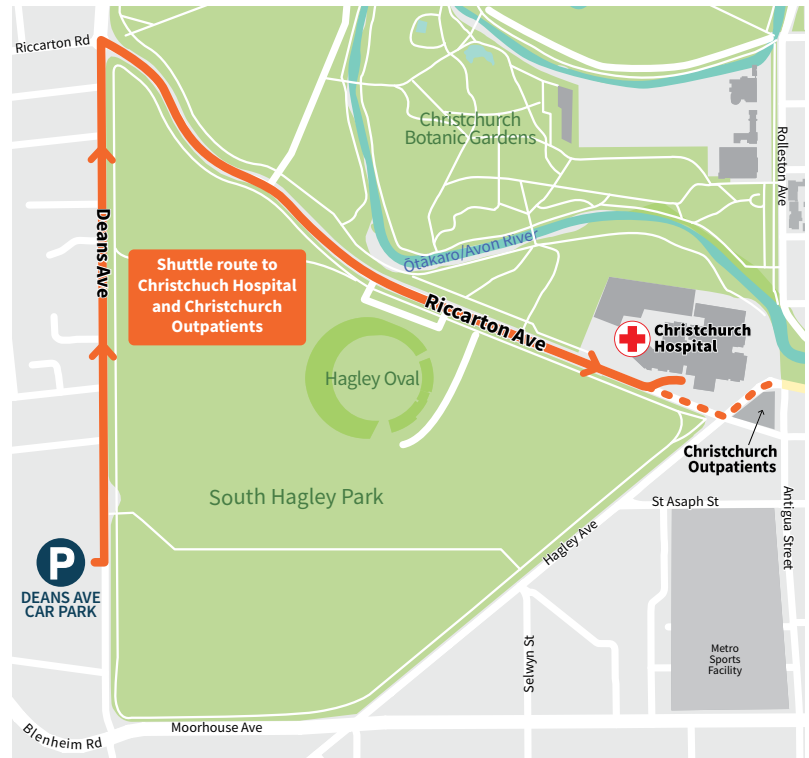 Riccarton Rd
Christchurch
Botanic Gardens
Rolleston Ave
Deans Ave
Ōtākaro/Avon River
Shuttle route to
Christchuch Hospital
and Christchurch
Outpatients
Riccarton Ave
Christchurch
Hospital
Hagley Oval
Christchurch
Outpatients
South Hagley Park
St Asaph St
Antigua Street
Hagley Ave
P
DEANS AVE
CAR PARK
Selwyn St
Metro
Sports
Facility
Moorhouse Ave
Blenheim Rd